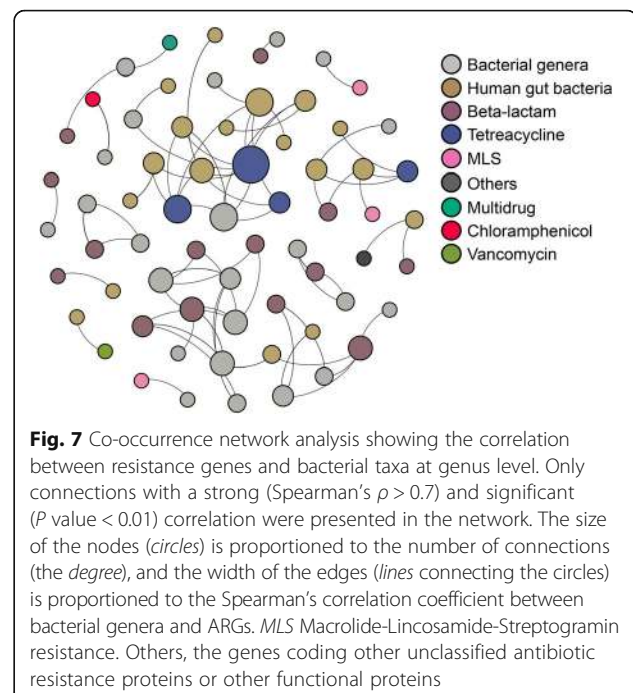 Bacterial genera
Human gut bacteria
Beta-lactam
Tetreacycline
MLS
Others
Multidrug
Chloramphenicol
Vancomycin
Fig. 7 Co-occurrence network analysis showing the correlation
between resistance genes and bacterial taxa at genus level. Only
connections with a strong (Spearman's ρ > 0.7) and significant
(P value < 0.01) correlation were presented in the network. The size
of the nodes (circles) is proportioned to the number of connections
(the degree), and the width of the edges (lines connecting the circles)
is proportioned to the Spearman's correlation coefficient between
bacterial genera and ARGs. MLS Macrolide-Lincosamide-Streptogramin
resistance. Others, the genes coding other unclassified antibiotic
resistance proteins or other functional proteins